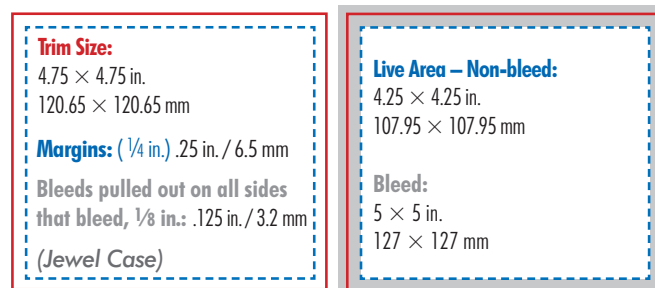 Trim Size:
4.75 × 4.75 in.
120.65 × 120.65 mm
Margins: ( 1/4 in.) .25 in. / 6.5 mm
Bleeds pulled out on all sides
that bleed, 1/8 in.: .125 in. / 3.2 mm
(Jewel Case)
Live Area – Non-bleed:
4.25 × 4.25 in.
107.95 × 107.95 mm
Bleed:
5 × 5 in.
127 × 127 mm